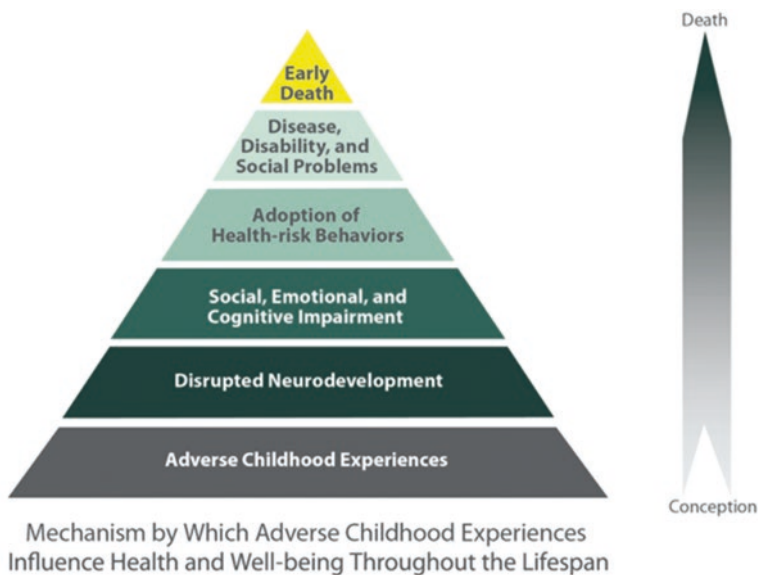 Death
Early
Death
Disease,
Disability, and
Social Problems
Adoption of
Health-risk Behaviors
Social, Emotional, and
Cognitive Impairment
Disrupted Neurodevelopment
Adverse Childhood Experiences
Conception
Mechanism by Which Adverse Childhood Experiences
Influence Health and Well-being Throughout the Lifespan